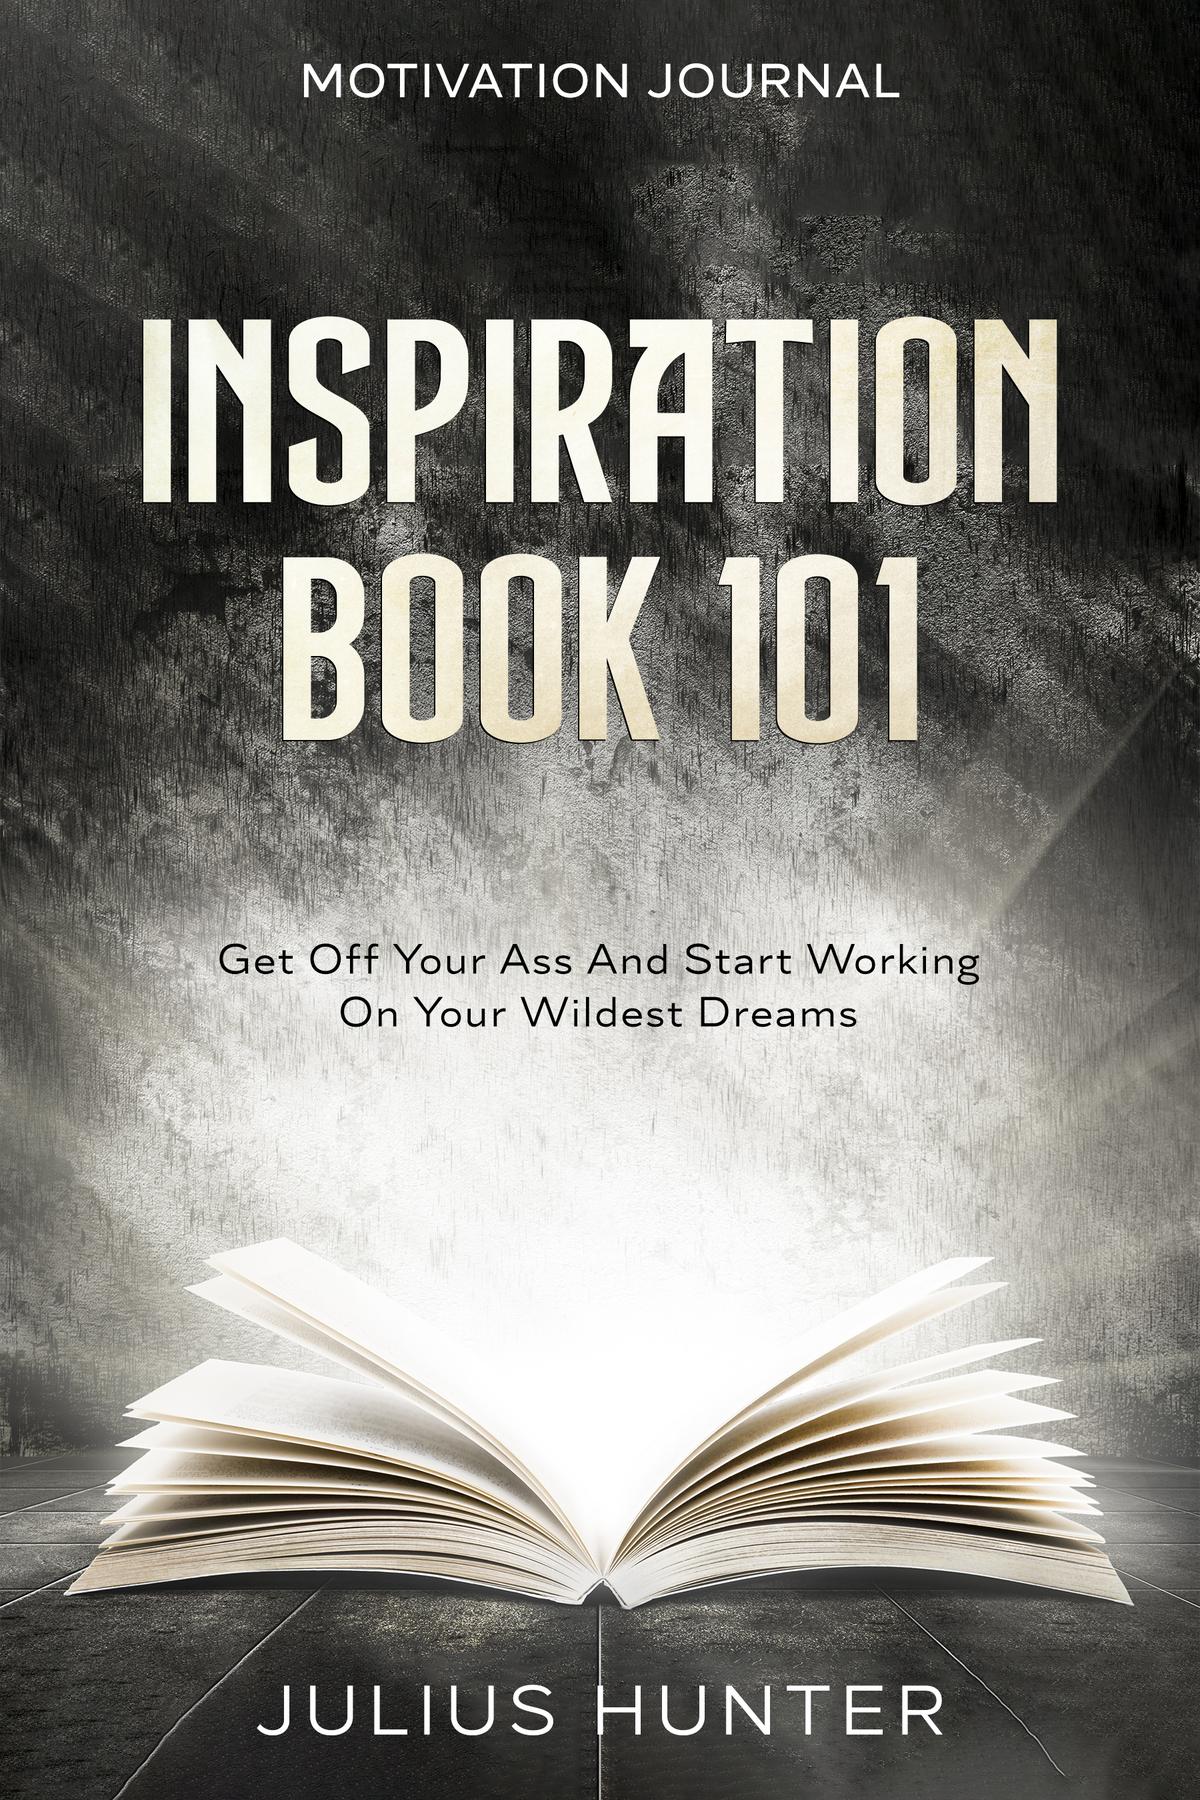 MOTIVATION JOURNAL
INSPIRATION
BOOK 101
Get Off Your Ass And Start Working
On Your Wildest Dreams
JULIUS HUNTER